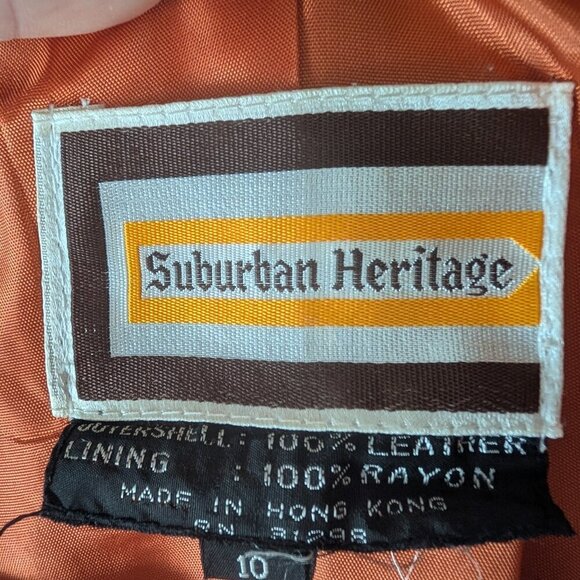 Suburban Heritage
OUTERSHELL: 100% LEATHER
LINING : 100% RAYON
MADE IN HONG KONG
RN 31298
10